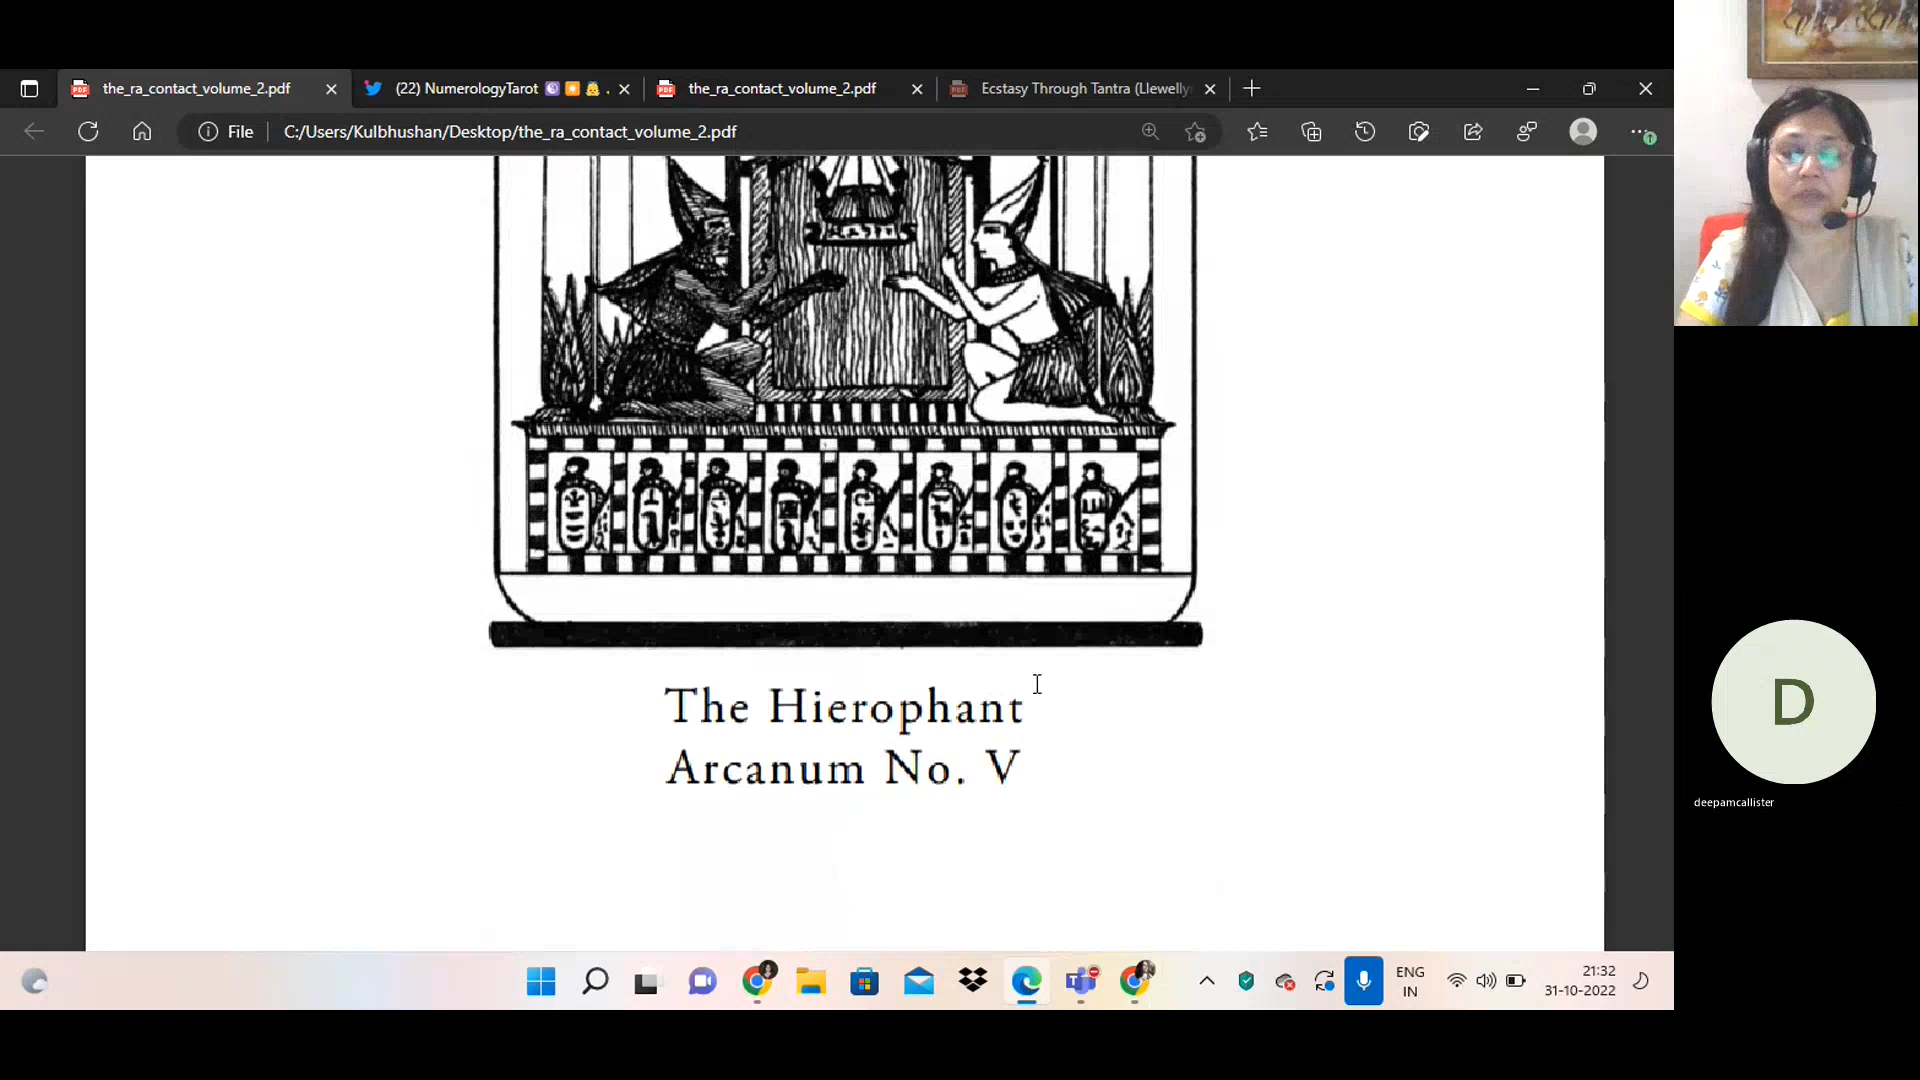 the_ra_contact_volume_2.pdf
(22) NumerologyTarot
the_ra_contact_volume_2.pdf
Ecstasy Through Tantra (Llewelly
File
C:/Users/Kulbhushan/Desktop/the_ra_contact_volume_2.pdf
The Hierophant
Arcanum No. V
D
deepamcallister
ENG
IN
21:32
31-10-2022